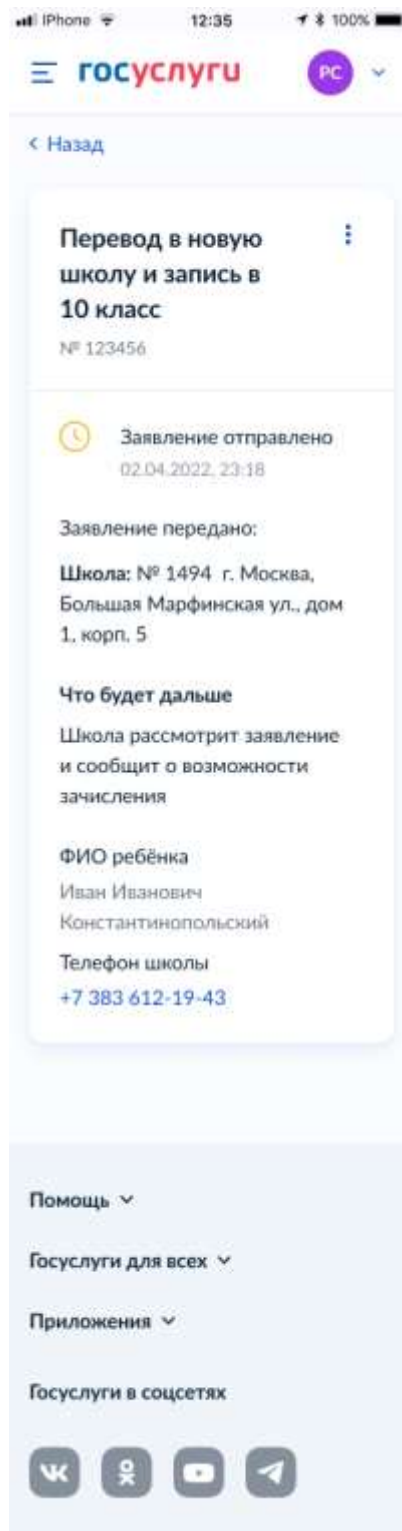 iPhone 12:35 100%
госуслуги РС
Назад
Перевод в новую
школу и запись в
10 класс
№ 123456
Заявление отправлено
02.04.2022, 23:18
Заявление передано:
Школа: № 1494 г. Москва,
Большая Марфинская ул., дом
1, корп. 5
Что будет дальше
Школа рассмотрит заявление
и сообщит о возможности
зачисления
ФИО ребёнка
Иван Иванович
Константинопольский
Телефон школы
+7 383 612-19-43
Помощь
Госуслуги для всех
Приложения
Госуслуги в соцсетях